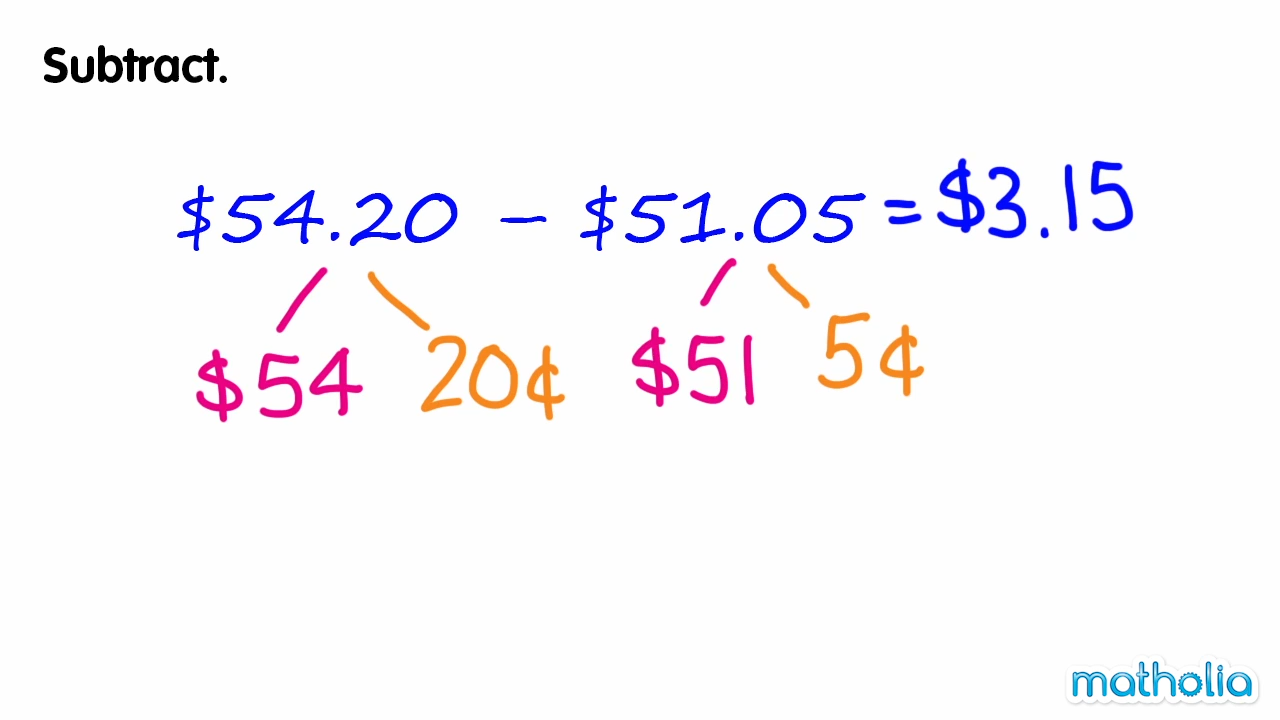 Subtract.
$54.20 – $51.05 = $3.15
$54 20¢ $51 5¢
matholia